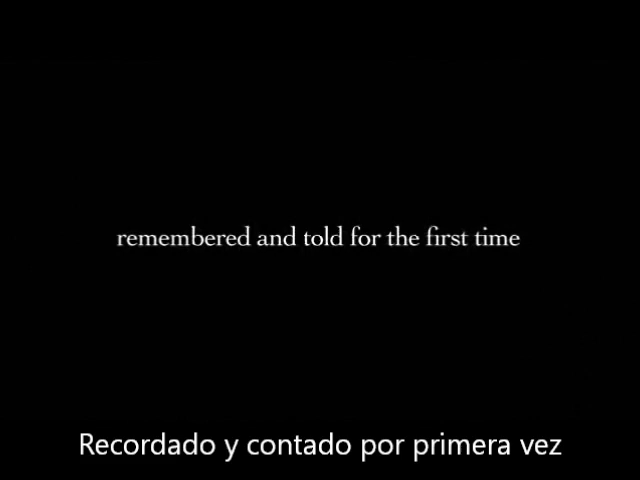 remembered and told for the first time
Recordado y contado por primera vez